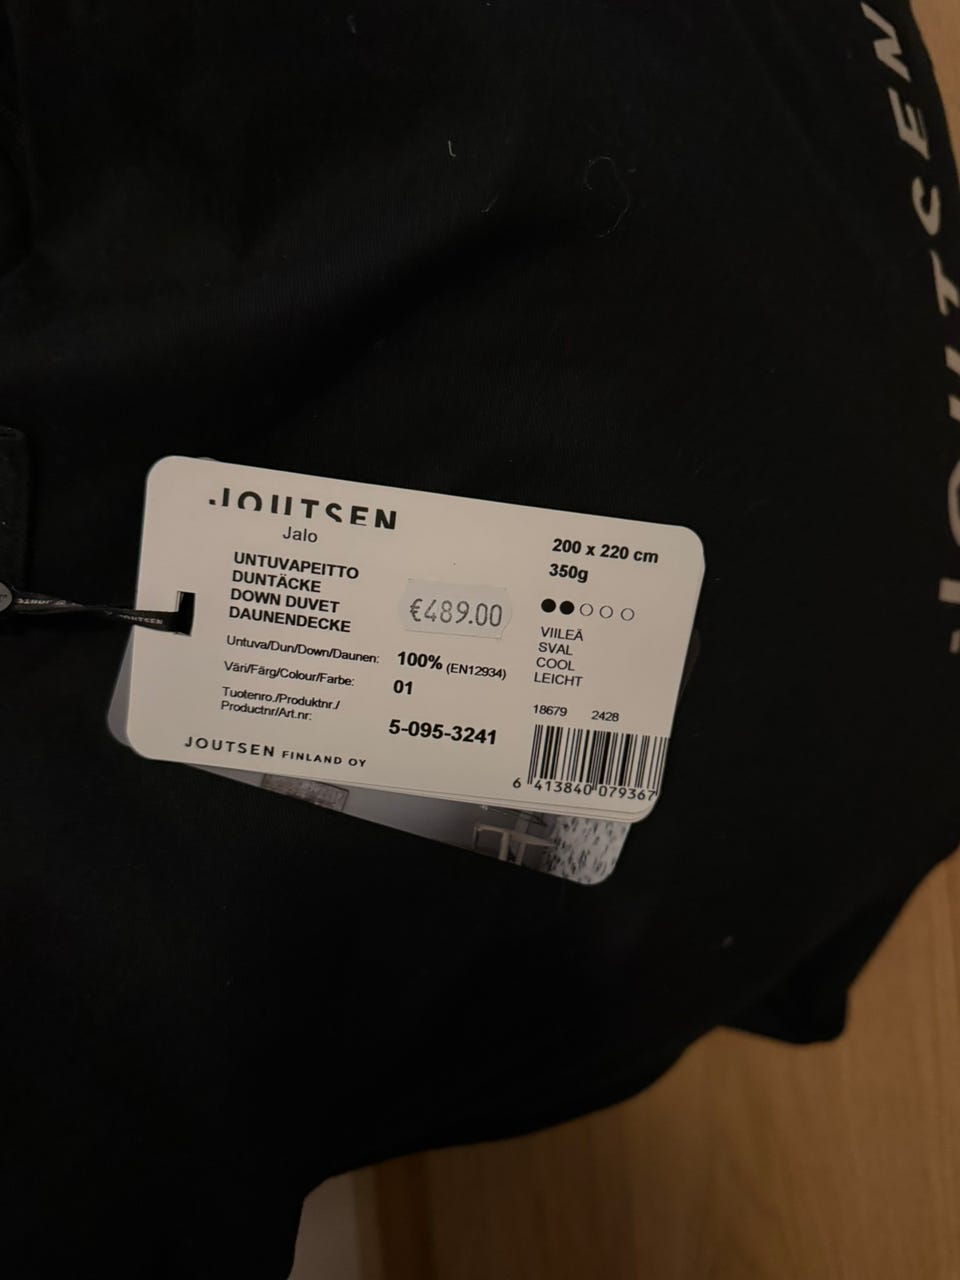 JOUTSEN
JOUTSEN
Jalo
UNTUVAPEITTO
DUNTÄCKE
DOWN DUVET
DAUNENDECKE
€489.00
200 x 220 cm
350g
VIILEÄ
SVAL
COOL
LEICHT
Untuva/Dun/Down/Daunen: 100% (EN12934)
Väri/Färg/Colour/Farbe: 01
Tuotenro./Produktnr./
Productnr/Art.nr: 5-095-3241
18679 2428
6 413840 079367
JOUTSEN FINLAND OY
JOUTSEN